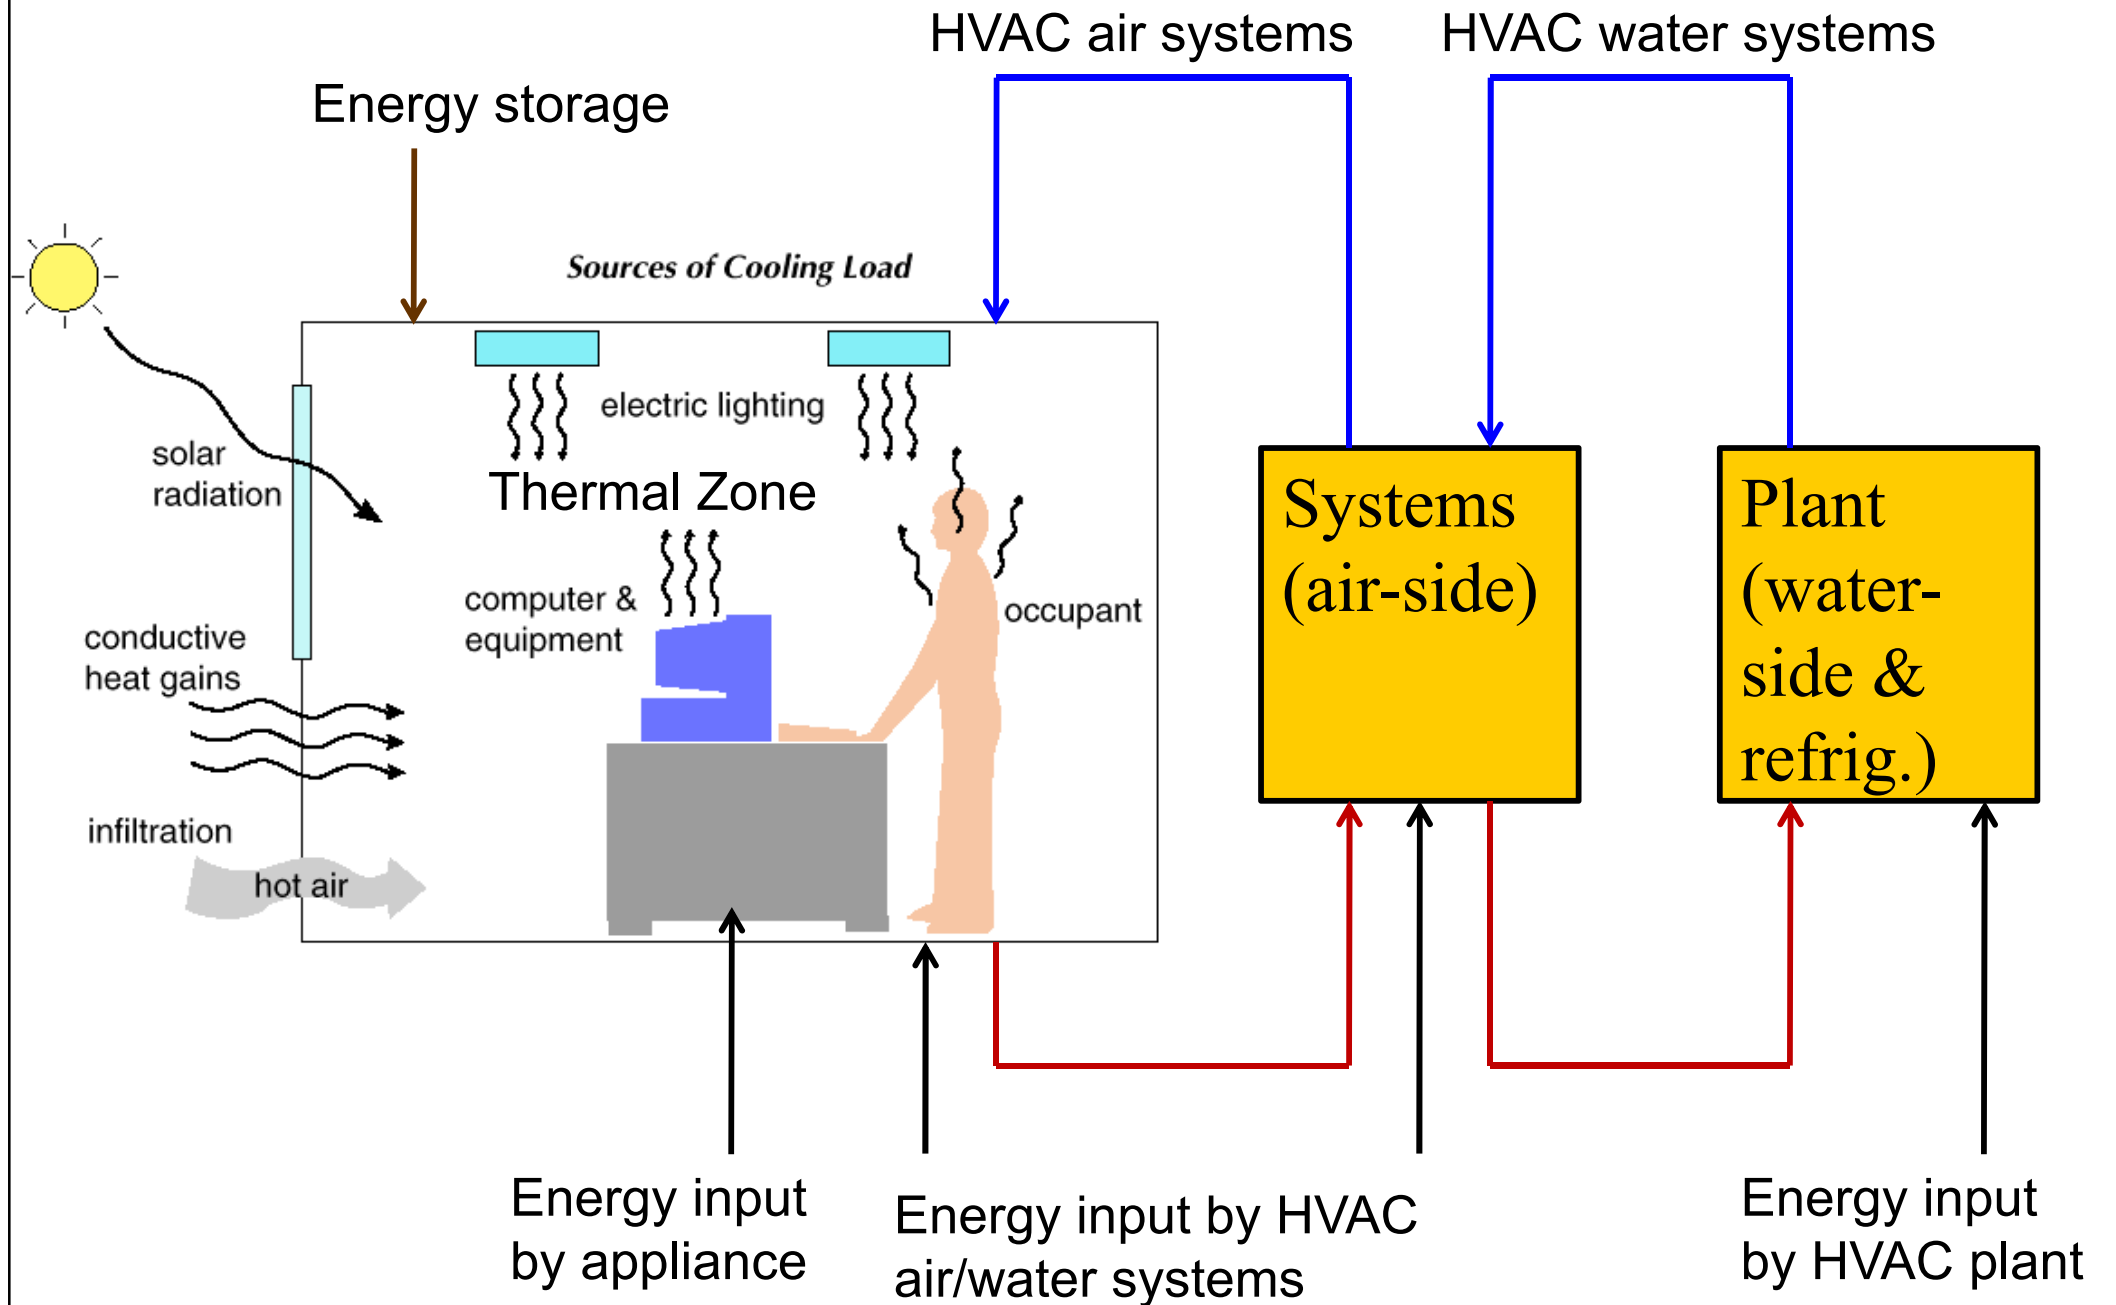 HVAC air systems
HVAC water systems
Energy storage
Sources of Cooling Load
electric lighting
solar
radiation
Thermal Zone
computer &
equipment
occupant
conductive
heat gains
infiltration
hot air
Systems
(air-side)
Plant
(water-
side &
refrig.)
Energy input
by appliance
Energy input by HVAC
air/water systems
Energy input
by HVAC plant